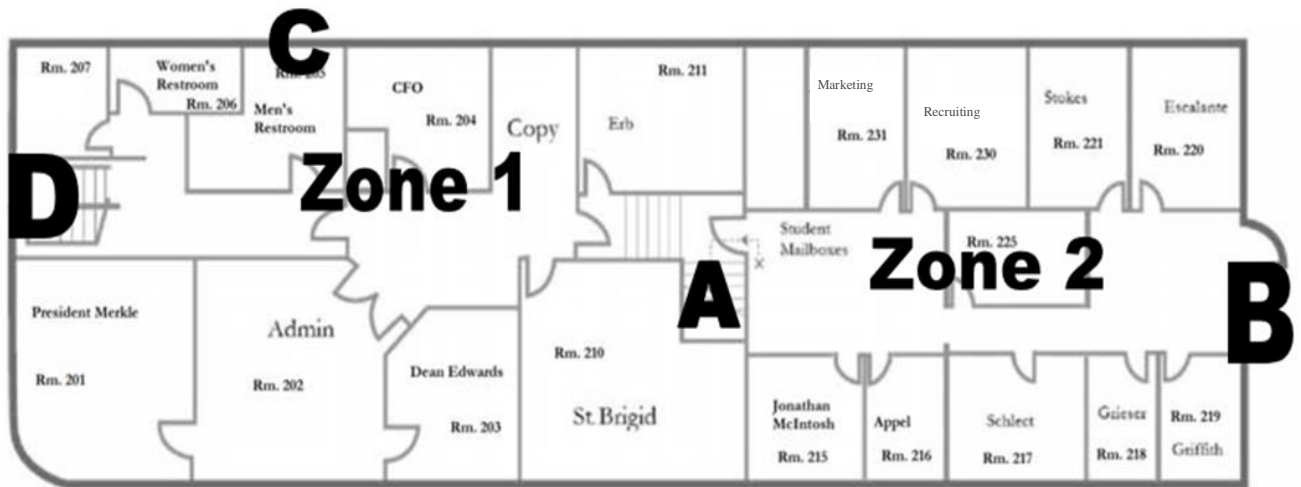 C
Rm. 207
Women's
Restroom
Rm. 206
Rm. 205
Men's
Restroom
CFO
Rm. 204
Copy
Erb
Rm. 211
Marketing
Rm. 231
Recruiting
Rm. 230
Stokes
Rm. 221
Escalante
Rm. 220
D
Zone 1
Student
Mailboxes
X
Zone 2
Rm. 225
A
B
President Merkle
Rm. 201
Admin
Rm. 202
Dean Edwards
Rm. 203
Rm. 210
St. Brigid
Jonathan
McIntosh
Rm. 215
Appel
Rm. 216
Schlect
Rm. 217
Grieser
Rm. 218
Rm. 219
Griffith